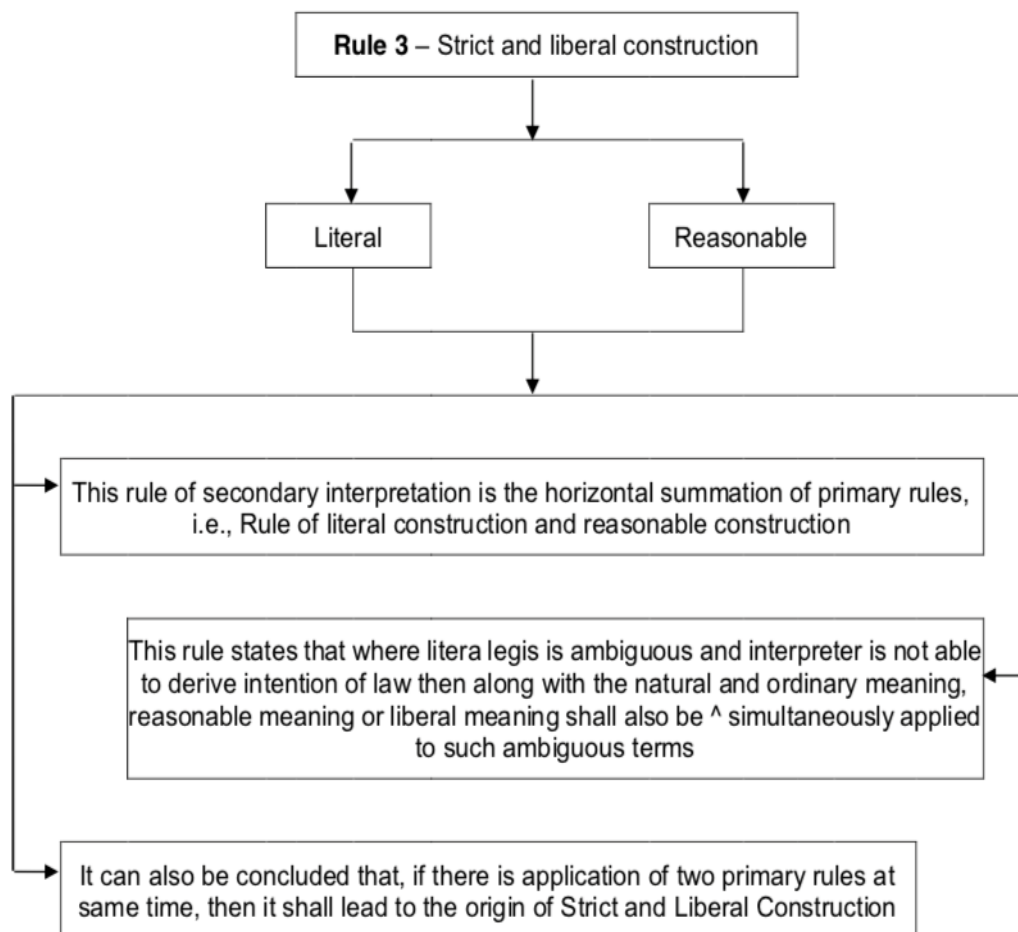 Rule 3 – Strict and liberal construction
Literal
Reasonable
This rule of secondary interpretation is the horizontal summation of primary rules,
i.e., Rule of literal construction and reasonable construction
This rule states that where litera legis is ambiguous and interpreter is not able
to derive intention of law then along with the natural and ordinary meaning,
reasonable meaning or liberal meaning shall also be ^ simultaneously applied
to such ambiguous terms
It can also be concluded that, if there is application of two primary rules at
same time, then it shall lead to the origin of Strict and Liberal Construction